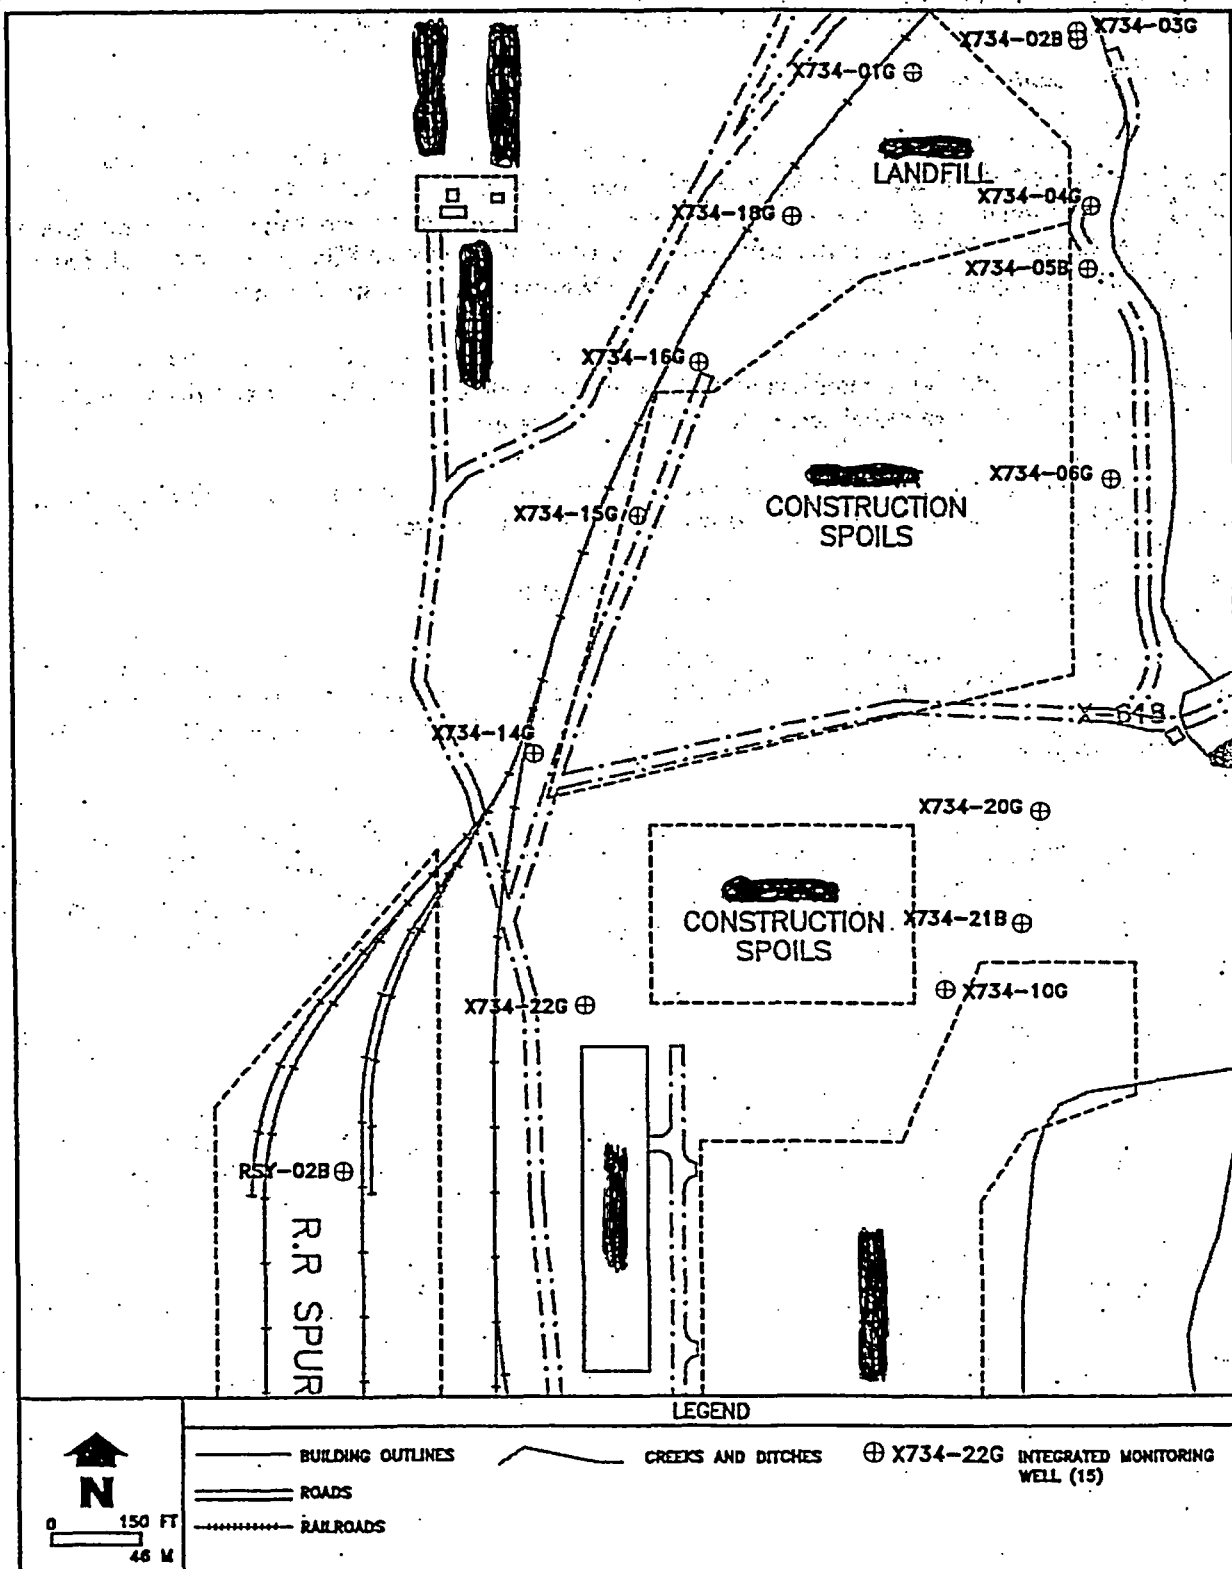 X734-03G
X734-02B
X734-01G
LANDFILL
X734-04G
X734-18G
X734-05B
X734-16G
X734-06G
CONSTRUCTION
SPOILS
X734-15G
X734-14G
X734-20G
CONSTRUCTION
SPOILS
X734-21B
X734-10G
X734-22G
RSY-02B
R.R SPUR
LEGEND
BUILDING OUTLINES
CREEKS AND DITCHES
X734-22G INTEGRATED MONITORING
WELL (15)
ROADS
RAILROADS
N
0 150 FT
46 M